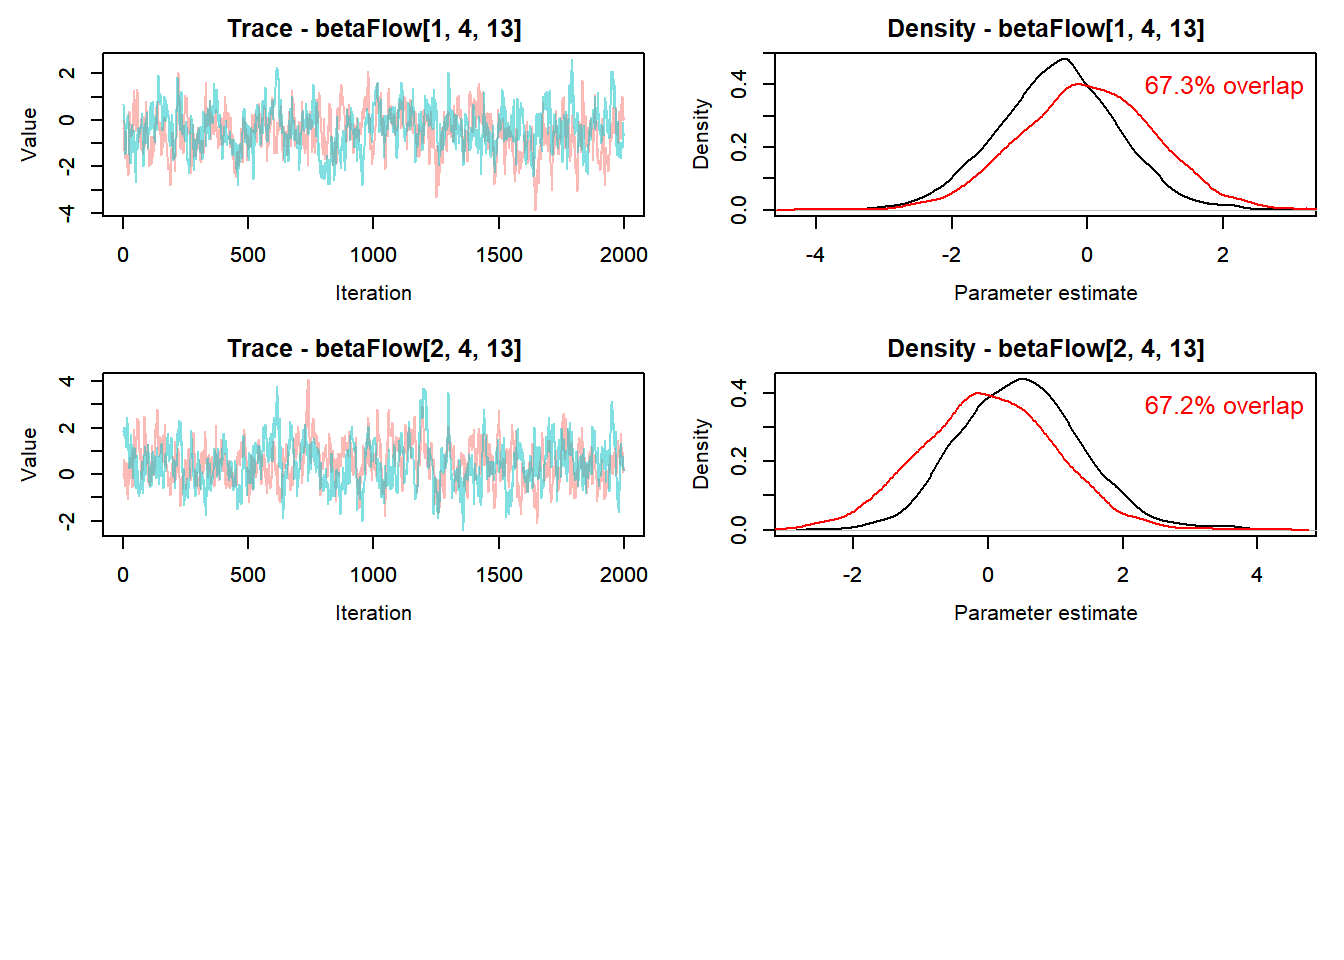 Trace - betaFlow[1, 4, 13]
Value
2
0
-2
-4
0 500 1000 1500 2000
Iteration
Density - betaFlow[1, 4, 13]
67.3% overlap
Density
0.4
0.2
0.0
-4 -2 0 2
Parameter estimate
Trace - betaFlow[2, 4, 13]
Value
4
2
0
-2
0 500 1000 1500 2000
Iteration
Density - betaFlow[2, 4, 13]
67.2% overlap
Density
0.4
0.2
0.0
-2 0 2 4
Parameter estimate